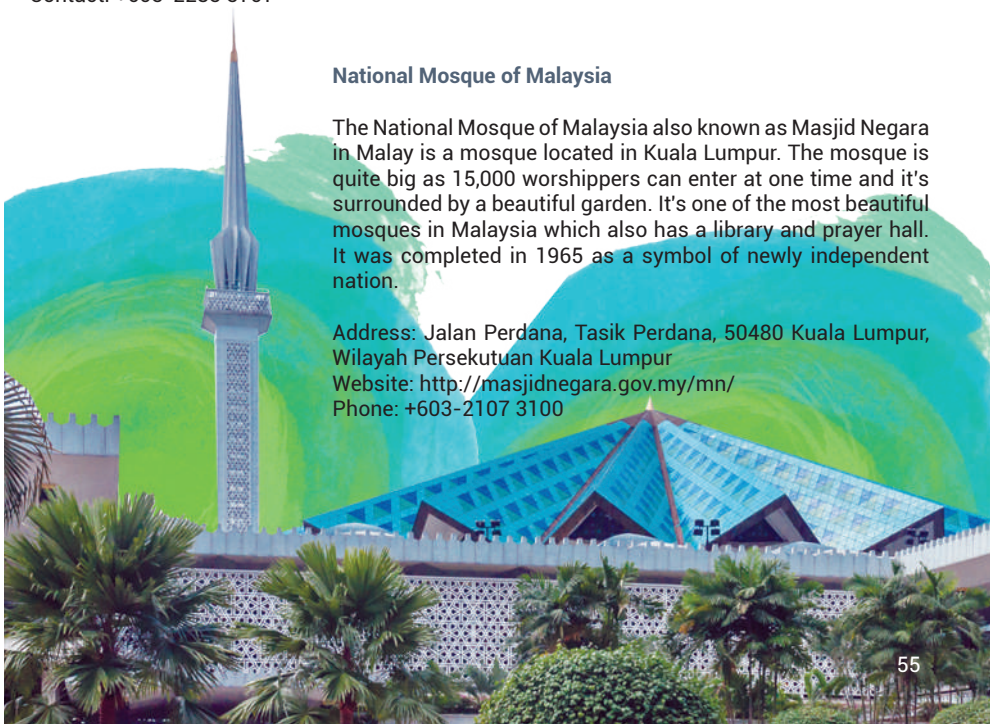 National Mosque of Malaysia
The National Mosque of Malaysia also known as Masjid Negara
in Malay is a mosque located in Kuala Lumpur. The mosque is
quite big as 15,000 worshippers can enter at one time and it's
surrounded by a beautiful garden. It's one of the most beautiful
mosques in Malaysia which also has a library and prayer hall.
It was completed in 1965 as a symbol of newly independent
nation.
Address: Jalan Perdana, Tasik Perdana, 50480 Kuala Lumpur,
Wilayah Persekutuan Kuala Lumpur
Website: http://masjidnegara.gov.my/mn/
Phone: +603-2107 3100
55